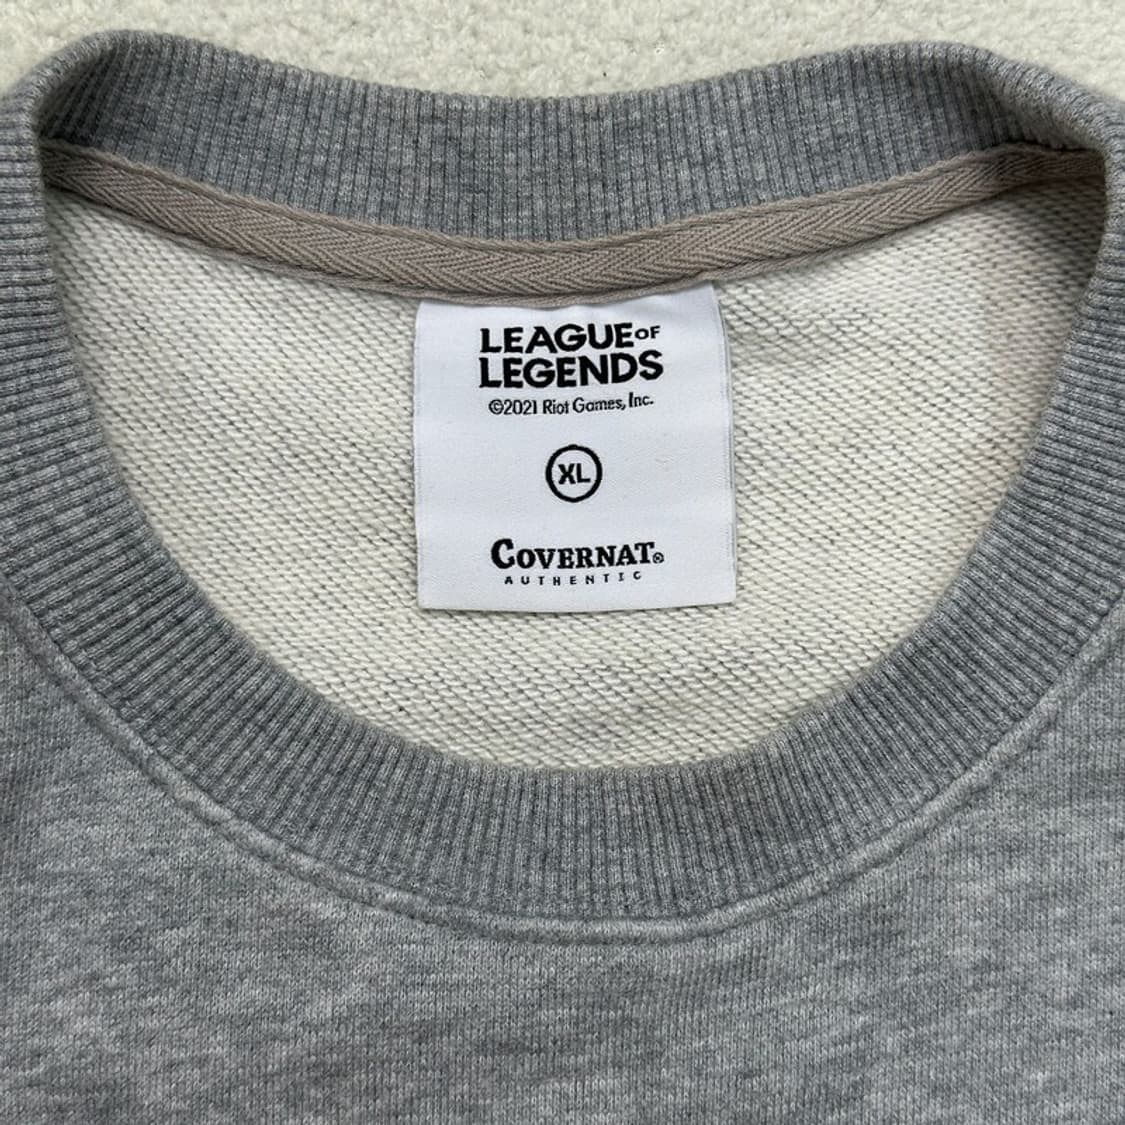 LEAGUE OF
LEGENDS
©2021 Riot Games, Inc.
XL
COVERNAT®
AUTHENTIC